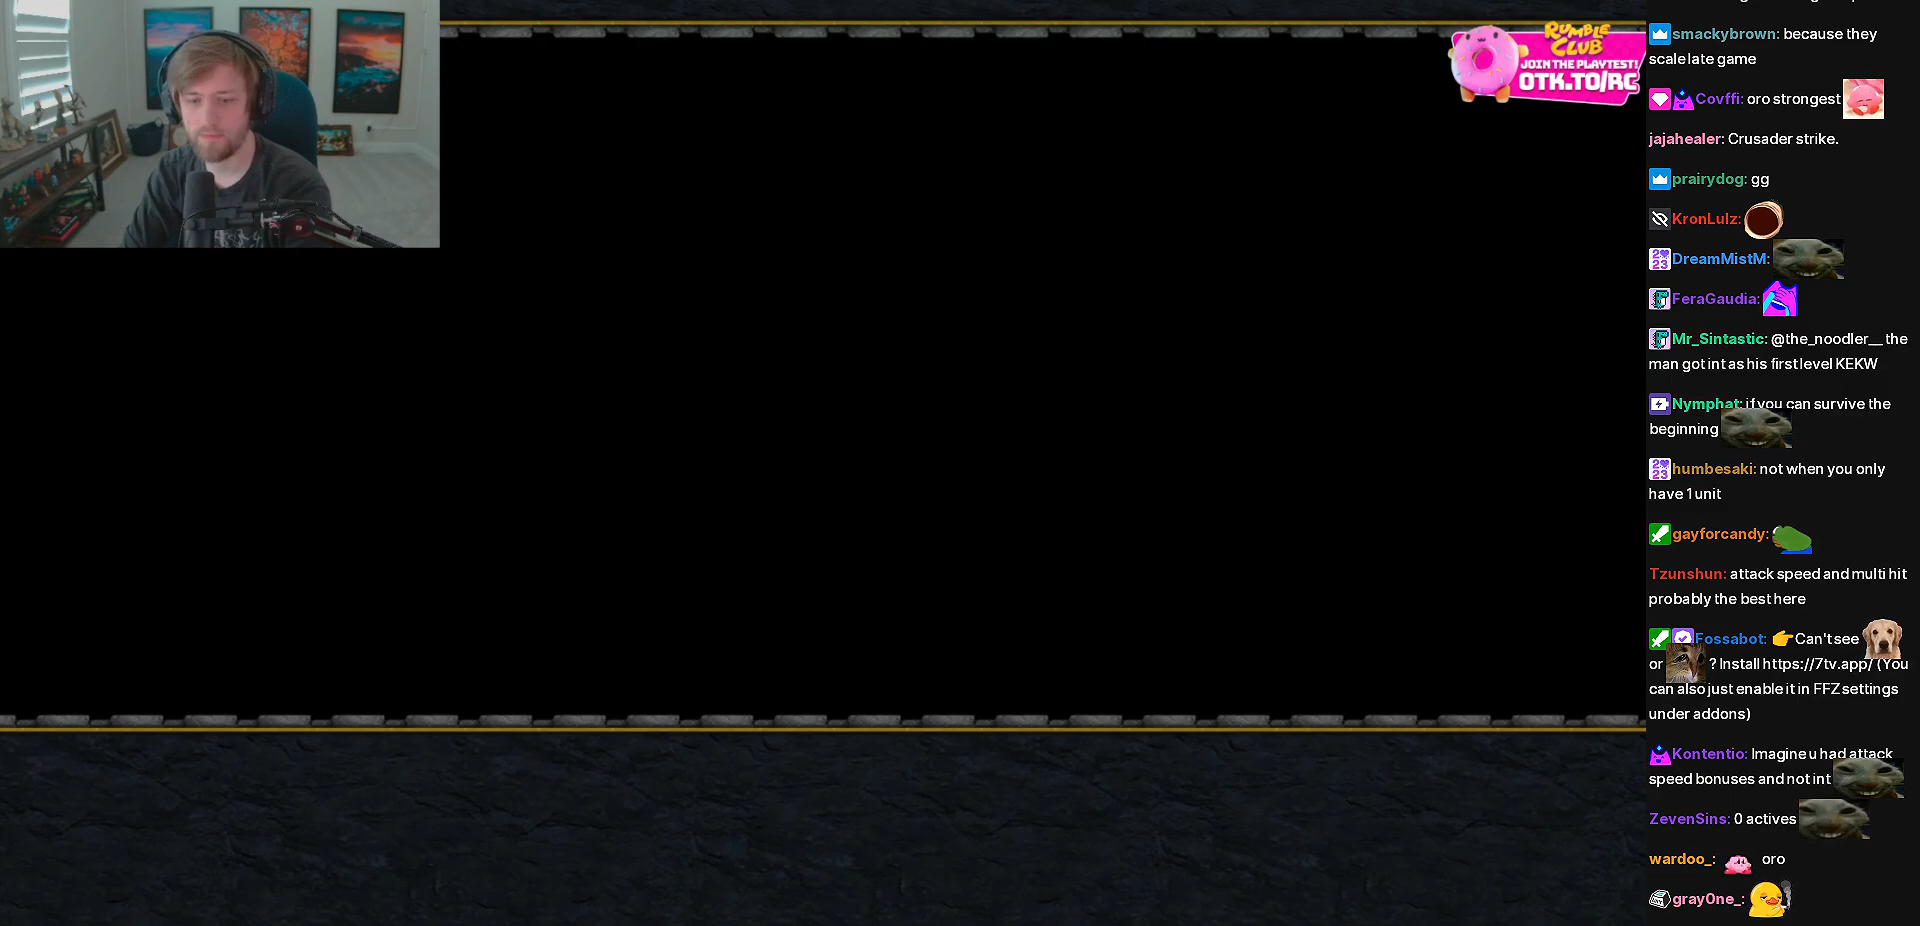 RUMBLE
CLUB
JOIN THE PLAYTEST!
OTK.TO/RC
smackybrown: because they
scale late game
Covffi: oro strongest
jajahealer: Crusader strike.
prairydog: gg
KronLulz:
DreamMistM:
FeraGaudia:
Mr_Sintastic: @the_noodler__ the
man got int as his first level KEKW
Nymphat: if you can survive the
beginning
humbesaki: not when you only
have 1 unit
gayforcandy:
Tzunshun: attack speed and multi hit
probably the best here
Fossabot: 👉 Can't see
or ? Install https://7tv.app/ (You
can also just enable it in FFZ settings
under addons)
Kontentio: Imagine u had attack
speed bonuses and not int
ZevenSins: 0 actives
wardoo_: oro
gray0ne_: